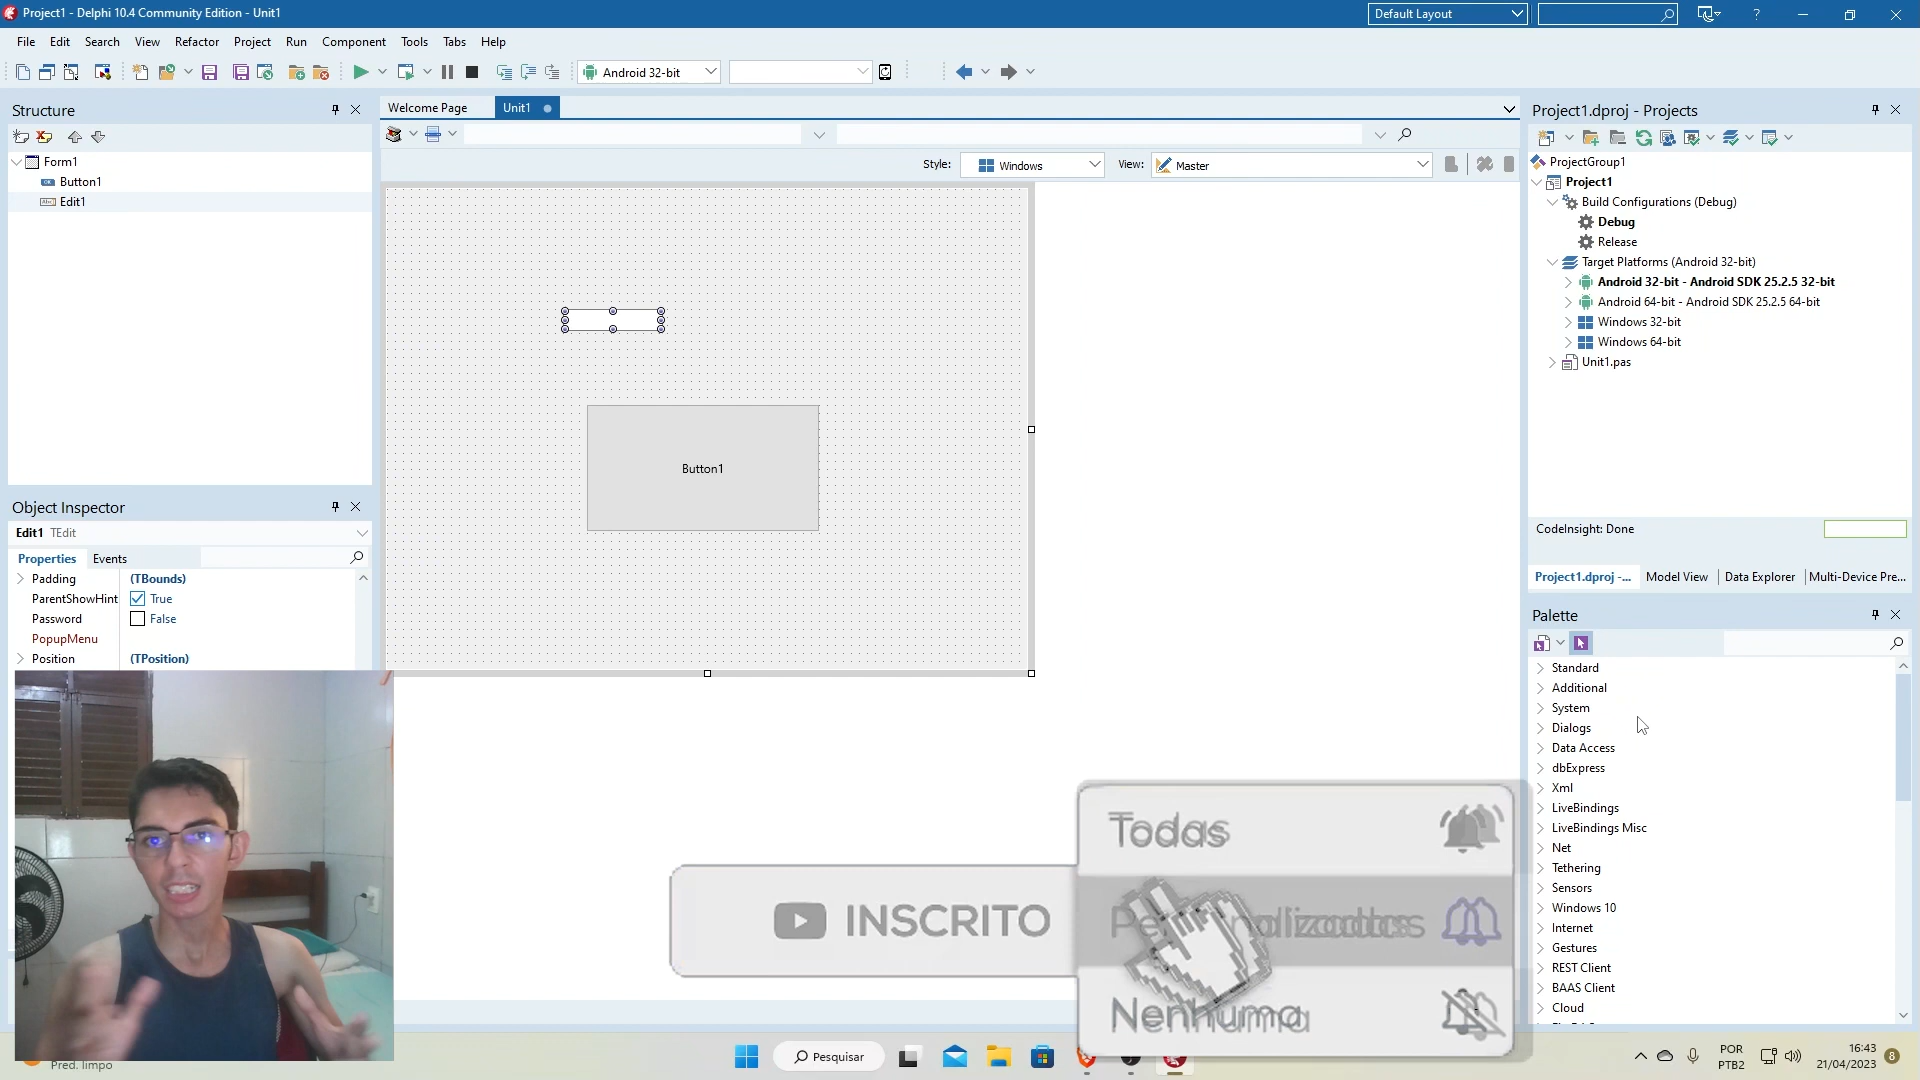 Project1 - Delphi 10.4 Community Edition - Unit1
Default Layout
File Edit Search View Refactor Project Run Component Tools Tabs Help
Android 32-bit
Structure
Form1
Button1
Edit1
Object Inspector
Edit1 TEdit
Properties Events
Padding (TBounds)
ParentShowHint True
Password False
PopupMenu
Position (TPosition)
Welcome Page Unit1
Style: Windows View: Master
Button1
Project1.dproj - Projects
ProjectGroup1
Project1
Build Configurations (Debug)
Debug
Release
Target Platforms (Android 32-bit)
Android 32-bit - Android SDK 25.2.5 32-bit
Android 64-bit - Android SDK 25.2.5 64-bit
Windows 32-bit
Windows 64-bit
Unit1.pas
CodeInsight: Done
Project1.dproj -... Model View Data Explorer Multi-Device Pre...
Palette
Standard
Additional
System
Dialogs
Data Access
dbExpress
Xml
LiveBindings
LiveBindings Misc
Net
Tethering
Sensors
Windows 10
Internet
Gestures
REST Client
BAAS Client
Cloud
INSCRITO
Todas
Nenhuma
Pred. limpo
Pesquisar
POR
PTB2
16:43
21/04/2023
8